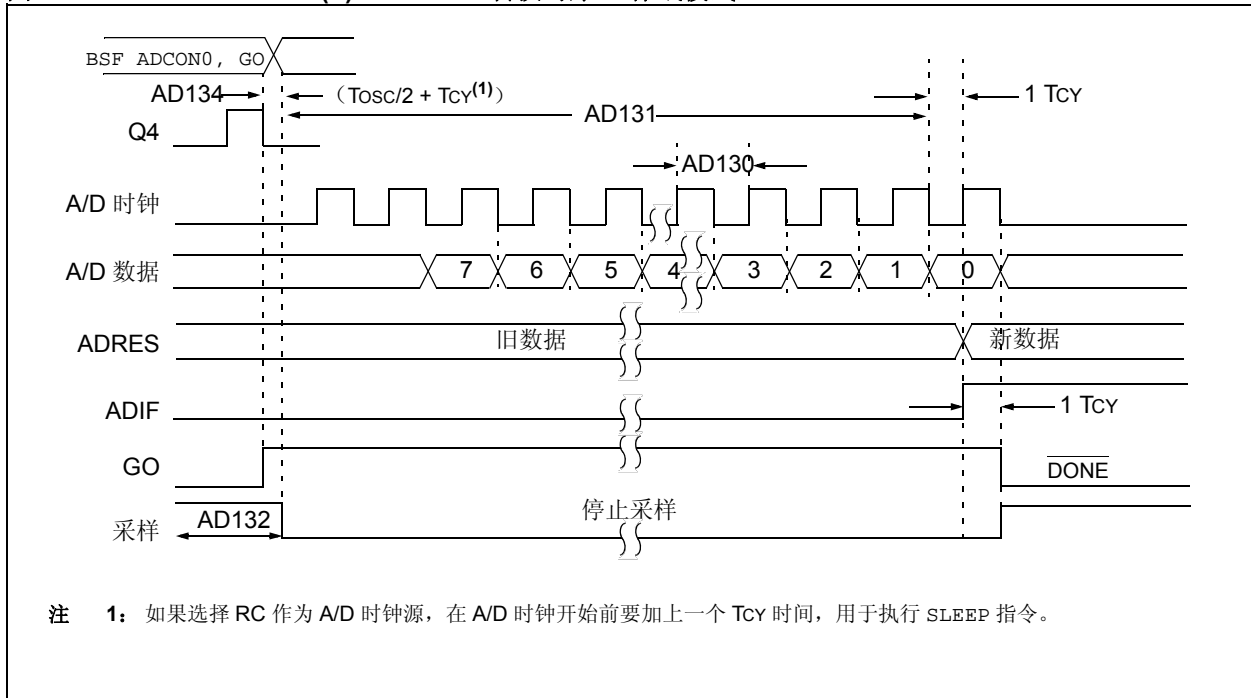 BSF ADCON0, GO
AD134
(TOSC/2 + TCY(1))
1 TCY
AD131
Q4
AD130
A/D 时钟
A/D 数据
7 6 5 4 3 2 1 0
ADRES
旧数据
新数据
ADIF
1 TCY
GO
DONE
采样
AD132
停止采样
注 1： 如果选择 RC 作为 A/D 时钟源，在 A/D 时钟开始前要加上一个 TCY 时间，用于执行 SLEEP 指令。